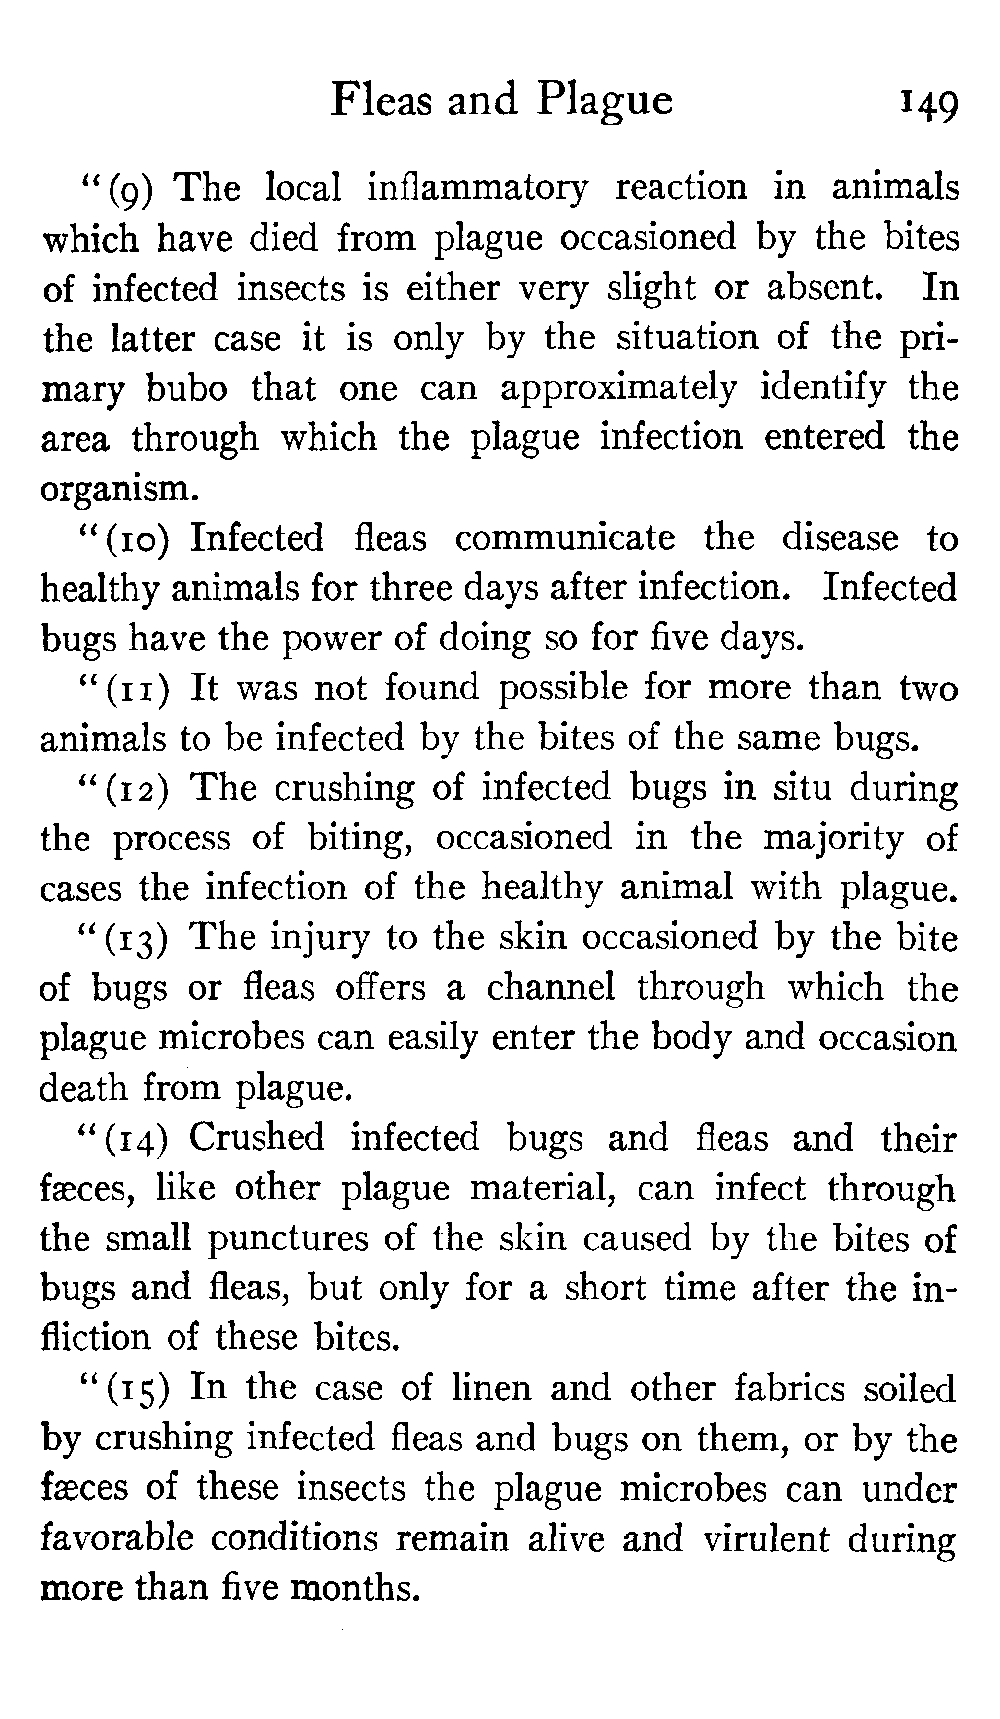 Fleas and Plague 149
"(9) The local inflammatory reaction in animals
which have died from plague occasioned by the bites
of infected insects is either very slight or absent. In
the latter case it is only by the situation of the pri-
mary bubo that one can approximately identify the
area through which the plague infection entered the
organism.
"(10) Infected fleas communicate the disease to
healthy animals for three days after infection. Infected
bugs have the power of doing so for five days.
"(11) It was not found possible for more than two
animals to be infected by the bites of the same bugs.
"(12) The crushing of infected bugs in situ during
the process of biting, occasioned in the majority of
cases the infection of the healthy animal with plague.
"(13) The injury to the skin occasioned by the bite
of bugs or fleas offers a channel through which the
plague microbes can easily enter the body and occasion
death from plague.
"(14) Crushed infected bugs and fleas and their
fæces, like other plague material, can infect through
the small punctures of the skin caused by the bites of
bugs and fleas, but only for a short time after the in-
fliction of these bites.
"(15) In the case of linen and other fabrics soiled
by crushing infected fleas and bugs on them, or by the
fæces of these insects the plague microbes can under
favorable conditions remain alive and virulent during
more than five months.